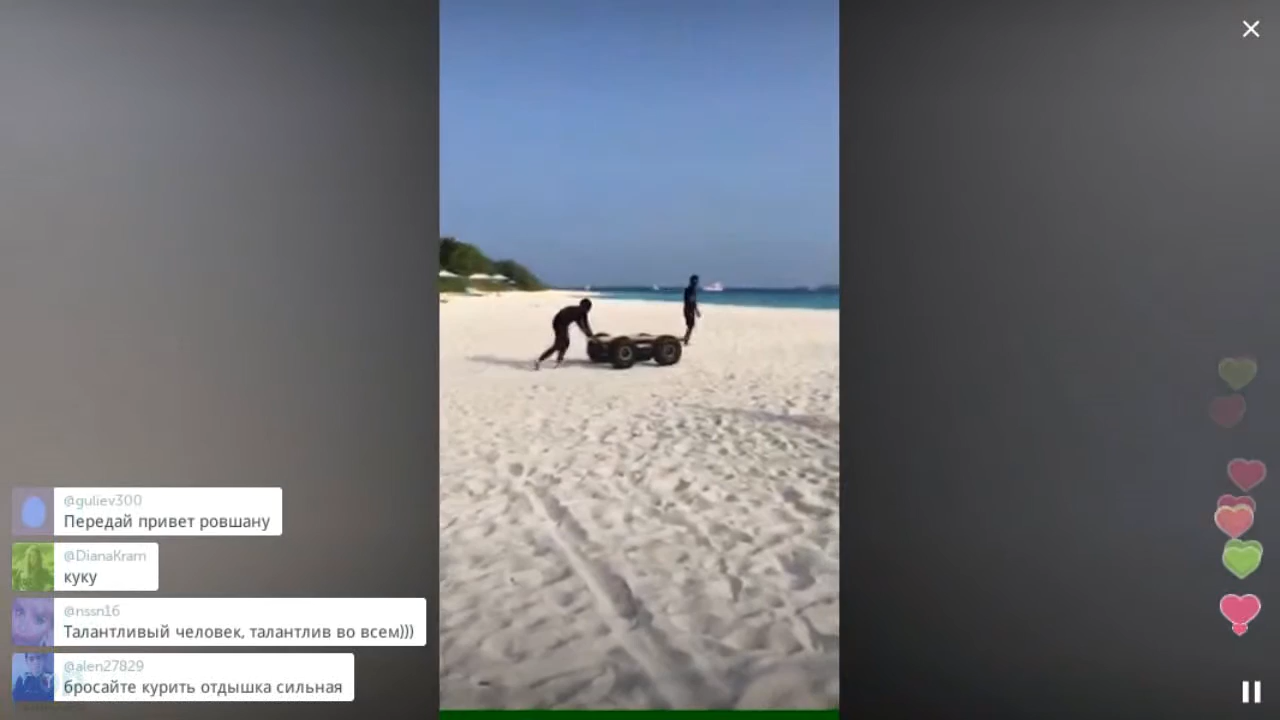 @guliev300
Передай привет ровшану
@DianaKram
куку
@nssn16
Талантливый человек, талантлив во всем)))
@alen27829
бросайте курить отдышка сильная